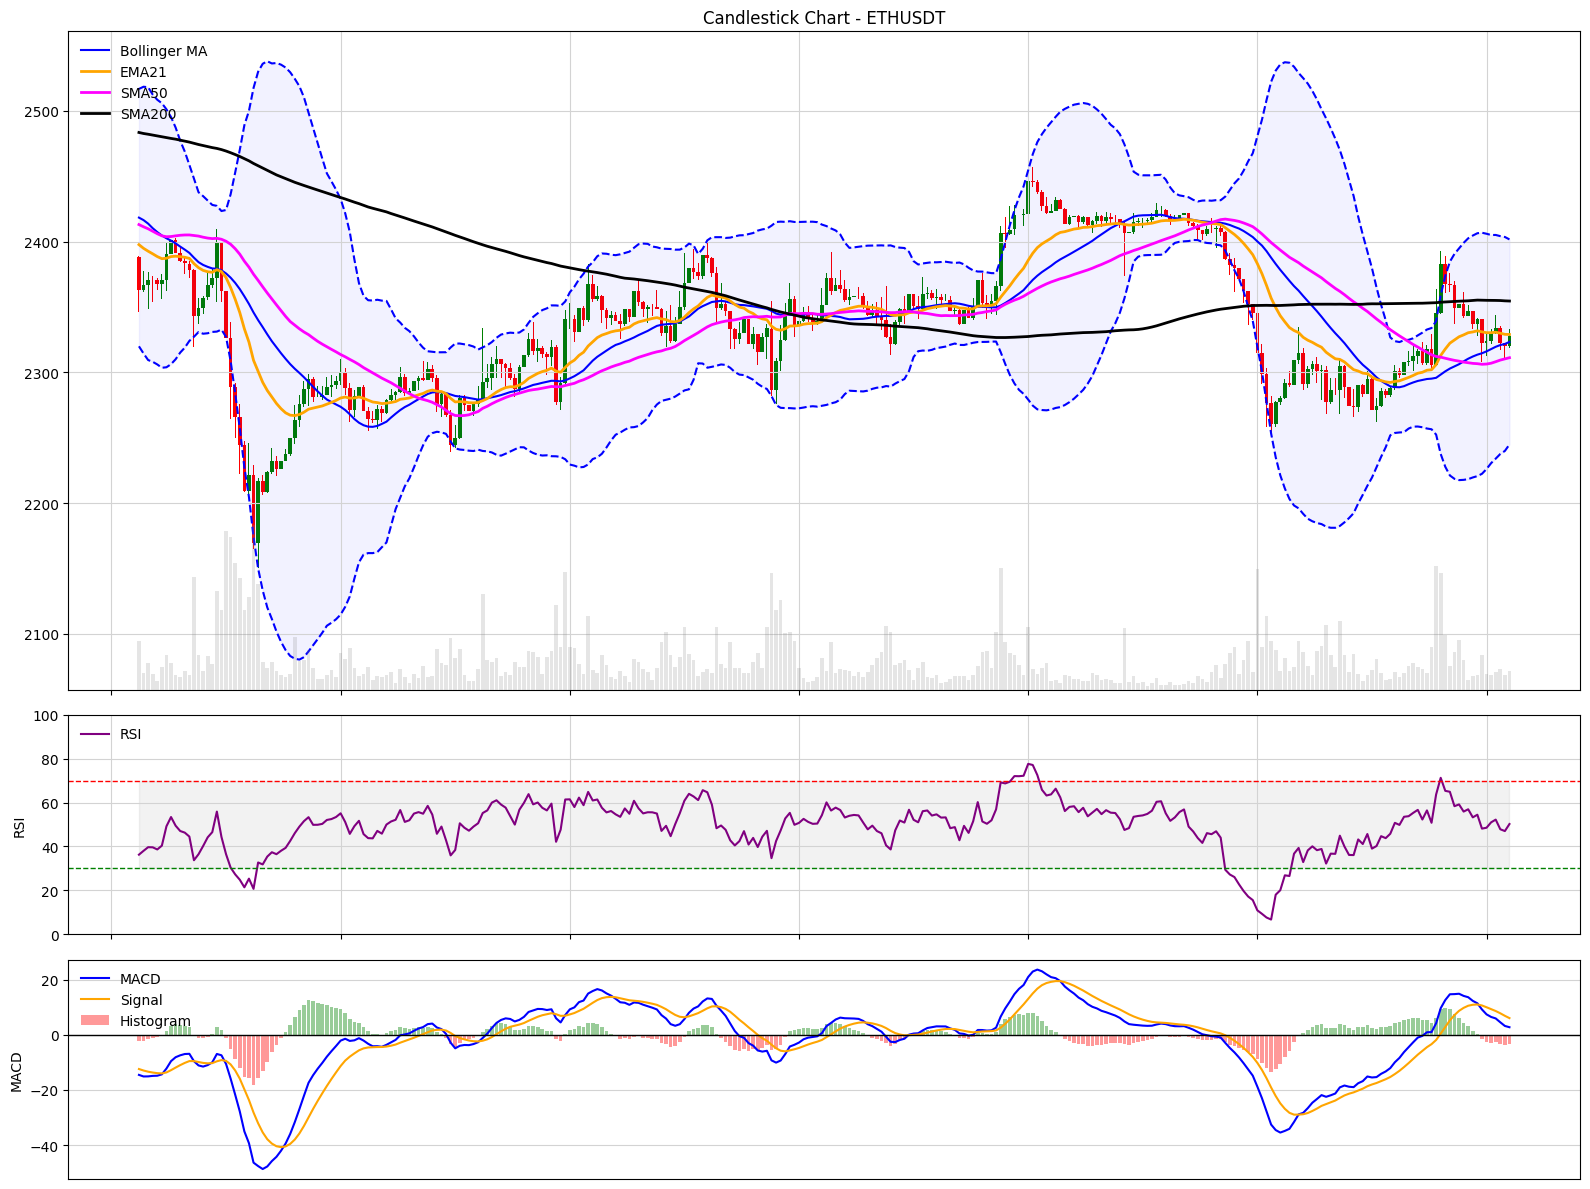 Candlestick Chart - ETHUSDT
Bollinger MA
EMA21
SMA50
SMA200
2500
2400
2300
2200
2100
RSI
100
80
60
40
20
0
RSI
MACD
Signal
Histogram
20
0
−20
−40
MACD